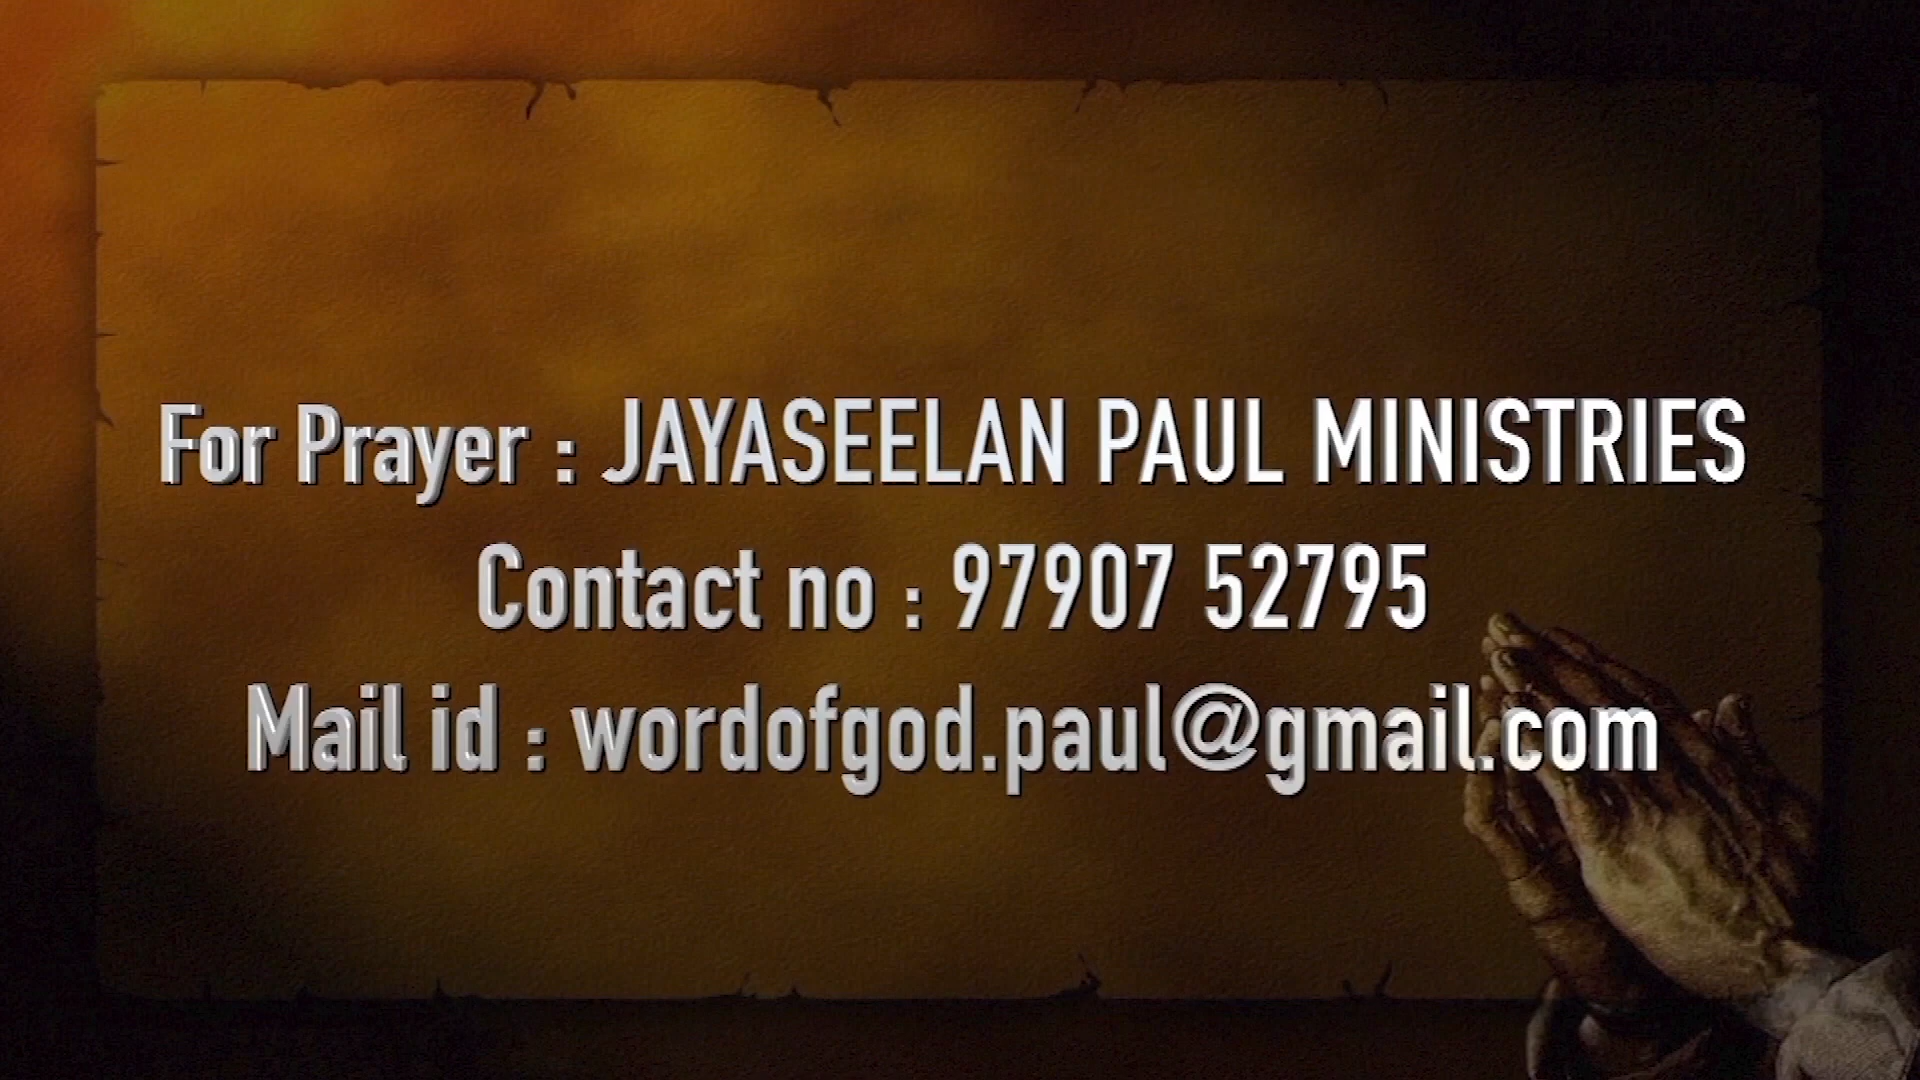 For Prayer : JAYASEELAN PAUL MINISTRIES
Contact no : 97907 52795
Mail id : wordofgod.paul@gmail.com